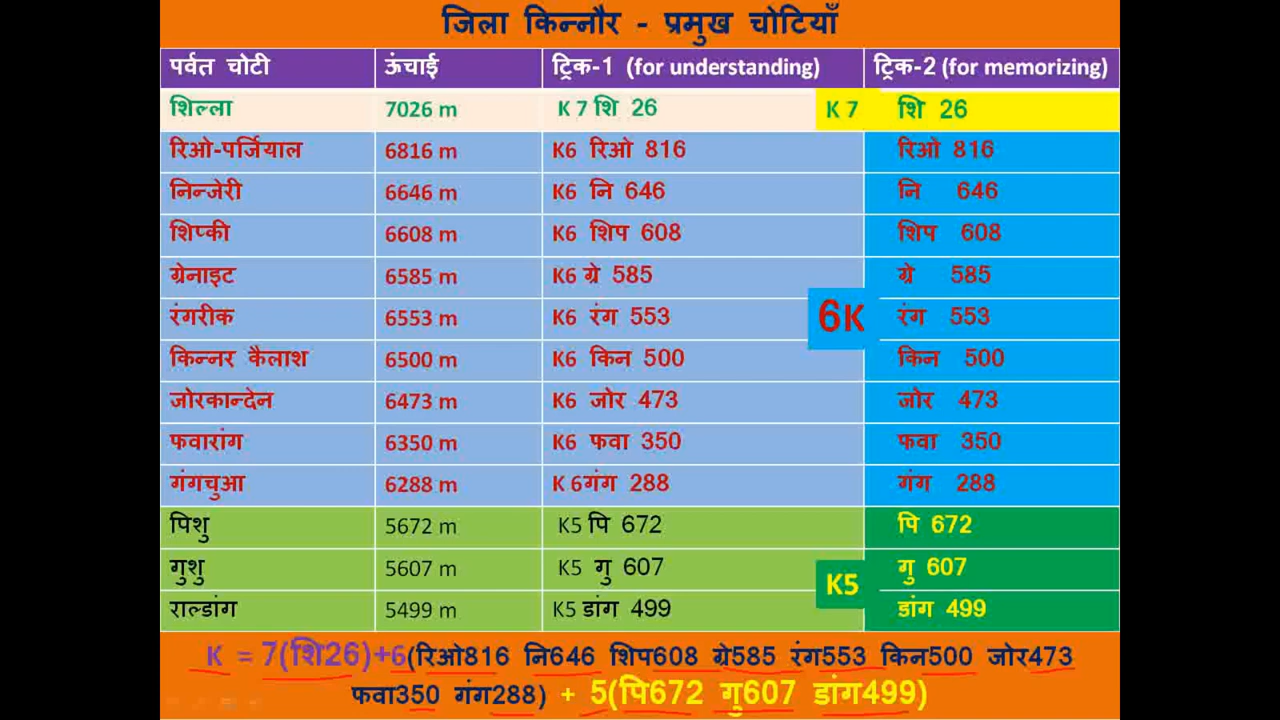 जिला किन्नौर - प्रमुख चोटियाँ
पर्वत चोटी ऊंचाई ट्रिक-1 (for understanding) ट्रिक-2 (for memorizing)
शिल्ला 7026 m K 7 शि 26 K 7 शि 26
रिओ-पर्जियाल 6816 m K6 रिओ 816 रिओ 816
निन्जेरी 6646 m K6 नि 646 नि 646
शिप्की 6608 m K6 शिप 608 शिप 608
ग्रेनाइट 6585 m K6 ग्रे 585 ग्रे 585
रंगरीक 6553 m K6 रंग 553 6K रंग 553
किन्नर कैलाश 6500 m K6 किन 500 किन 500
जोरकान्देन 6473 m K6 जोर 473 जोर 473
फवारांग 6350 m K6 फवा 350 फवा 350
गंगचुआ 6288 m K 6गंग 288 गंग 288
पिशु 5672 m K5 पि 672 पि 672
गुशु 5607 m K5 गु 607 K5 गु 607
राल्डांग 5499 m K5 डांग 499 डांग 499
K = 7(शि26)+6(रिओ816 नि646 शिप608 ग्रे585 रंग553 किन500 जोर473
फवा350 गंग288) + 5(पि672 गु607 डांग499)